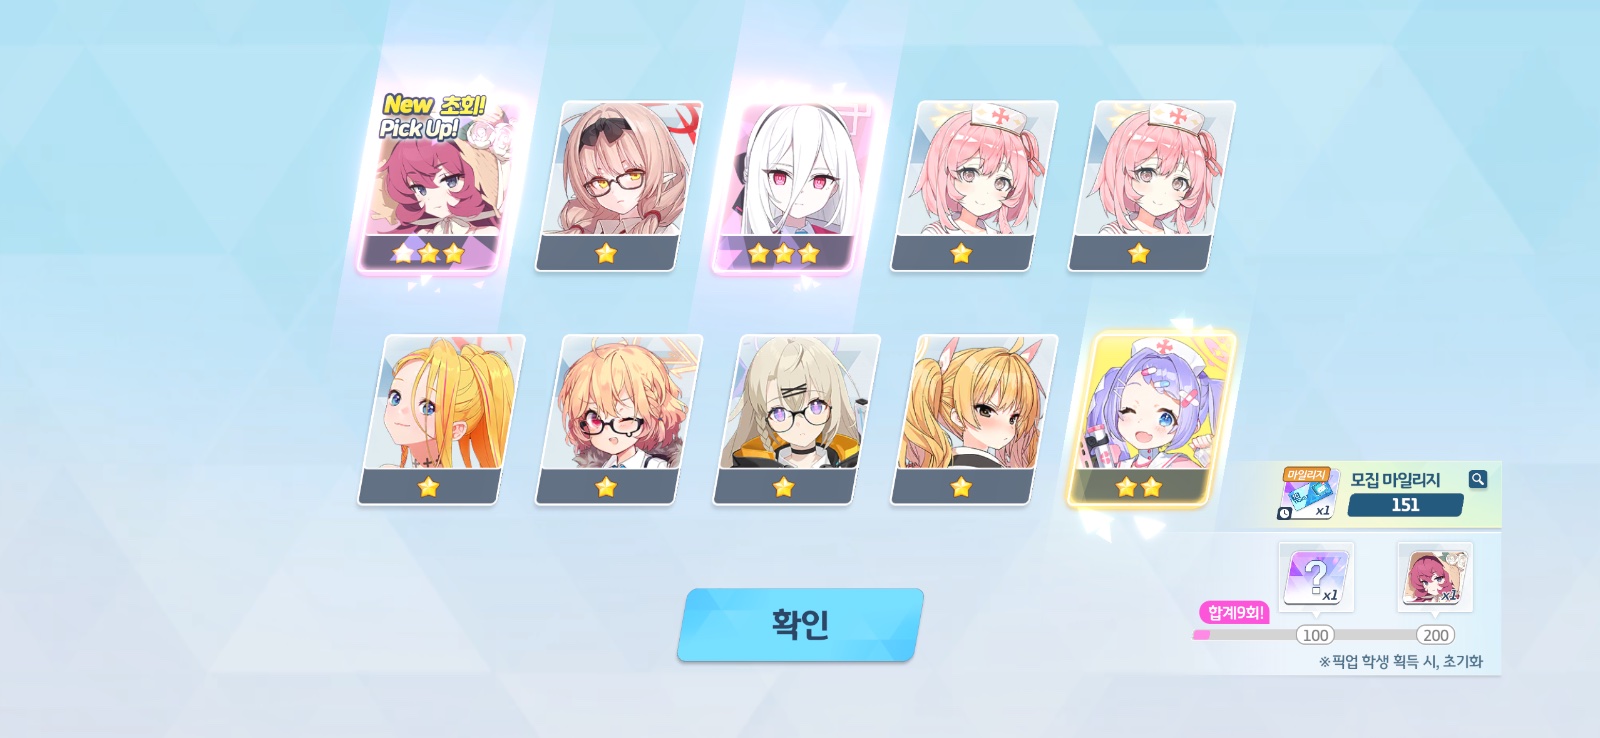 New 초회!
Pick Up!
마일리지
x1
모집 마일리지
151
?
x1
x1
합계9회!
100
200
※픽업 학생 획득 시, 초기화
확인